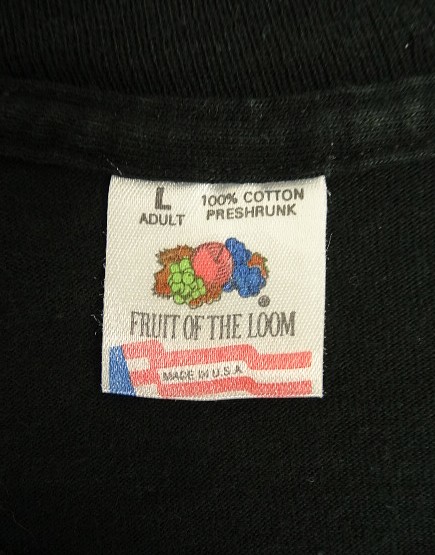 L 100% COTTON
ADULT PRESHRUNK
®
FRUIT OF THE LOOM
MADE IN U.S.A.